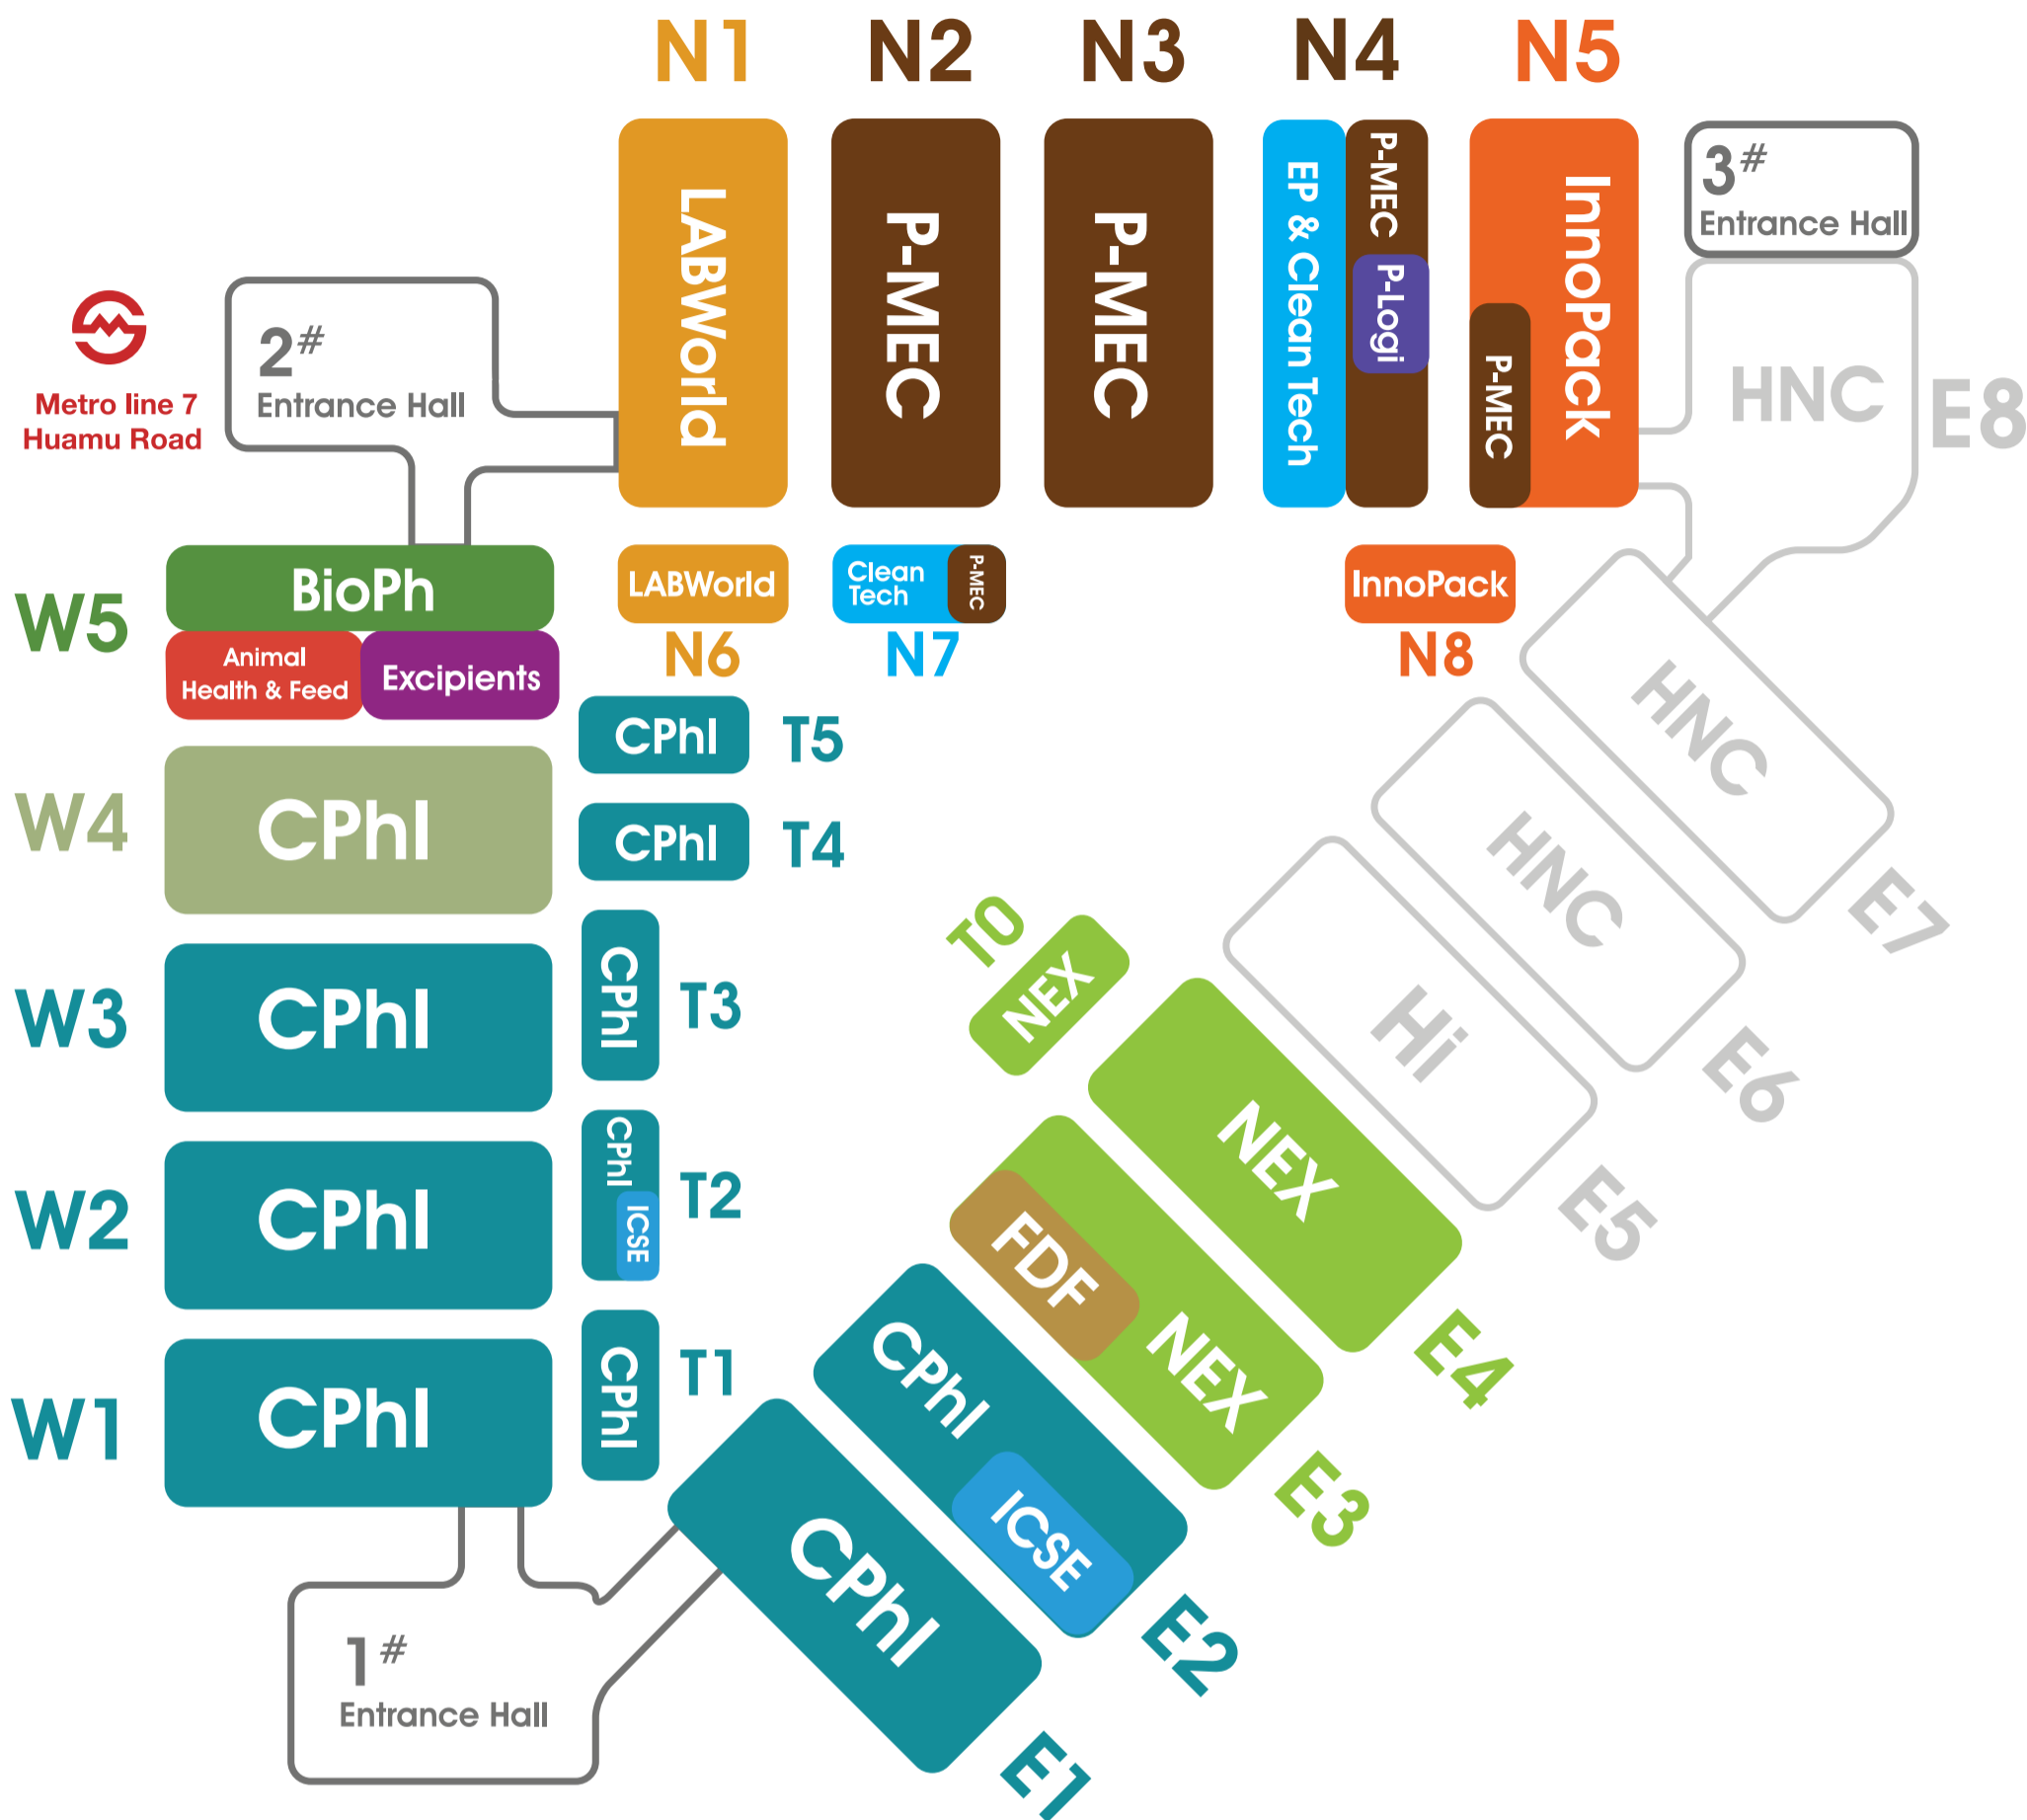 N1
N2
N3
N4
N5
LABWorld
P-MEC
P-MEC
EP & Clean Tech
P-MEC
P-Logi
InnoPack
P-MEC
3#
Entrance Hall
HNC
E8
Metro line 7
Huamu Road
2#
Entrance Hall
W5
BioPh
Animal
Health & Feed
Excipients
LABWorld
N6
Clean
Tech
P-MEC
N7
InnoPack
N8
HNC
E7
CPhI
T5
W4
CPhI
CPhI
T4
HNC
E6
W3
CPhI
CPhI
T3
T0
NEX
Hi
E5
W2
CPhI
CPhI
ICSE
T2
NEX
E4
FDF
NEX
E3
W1
CPhI
CPhI
T1
CPhI
ICSE
E2
CPhI
E1
1#
Entrance Hall